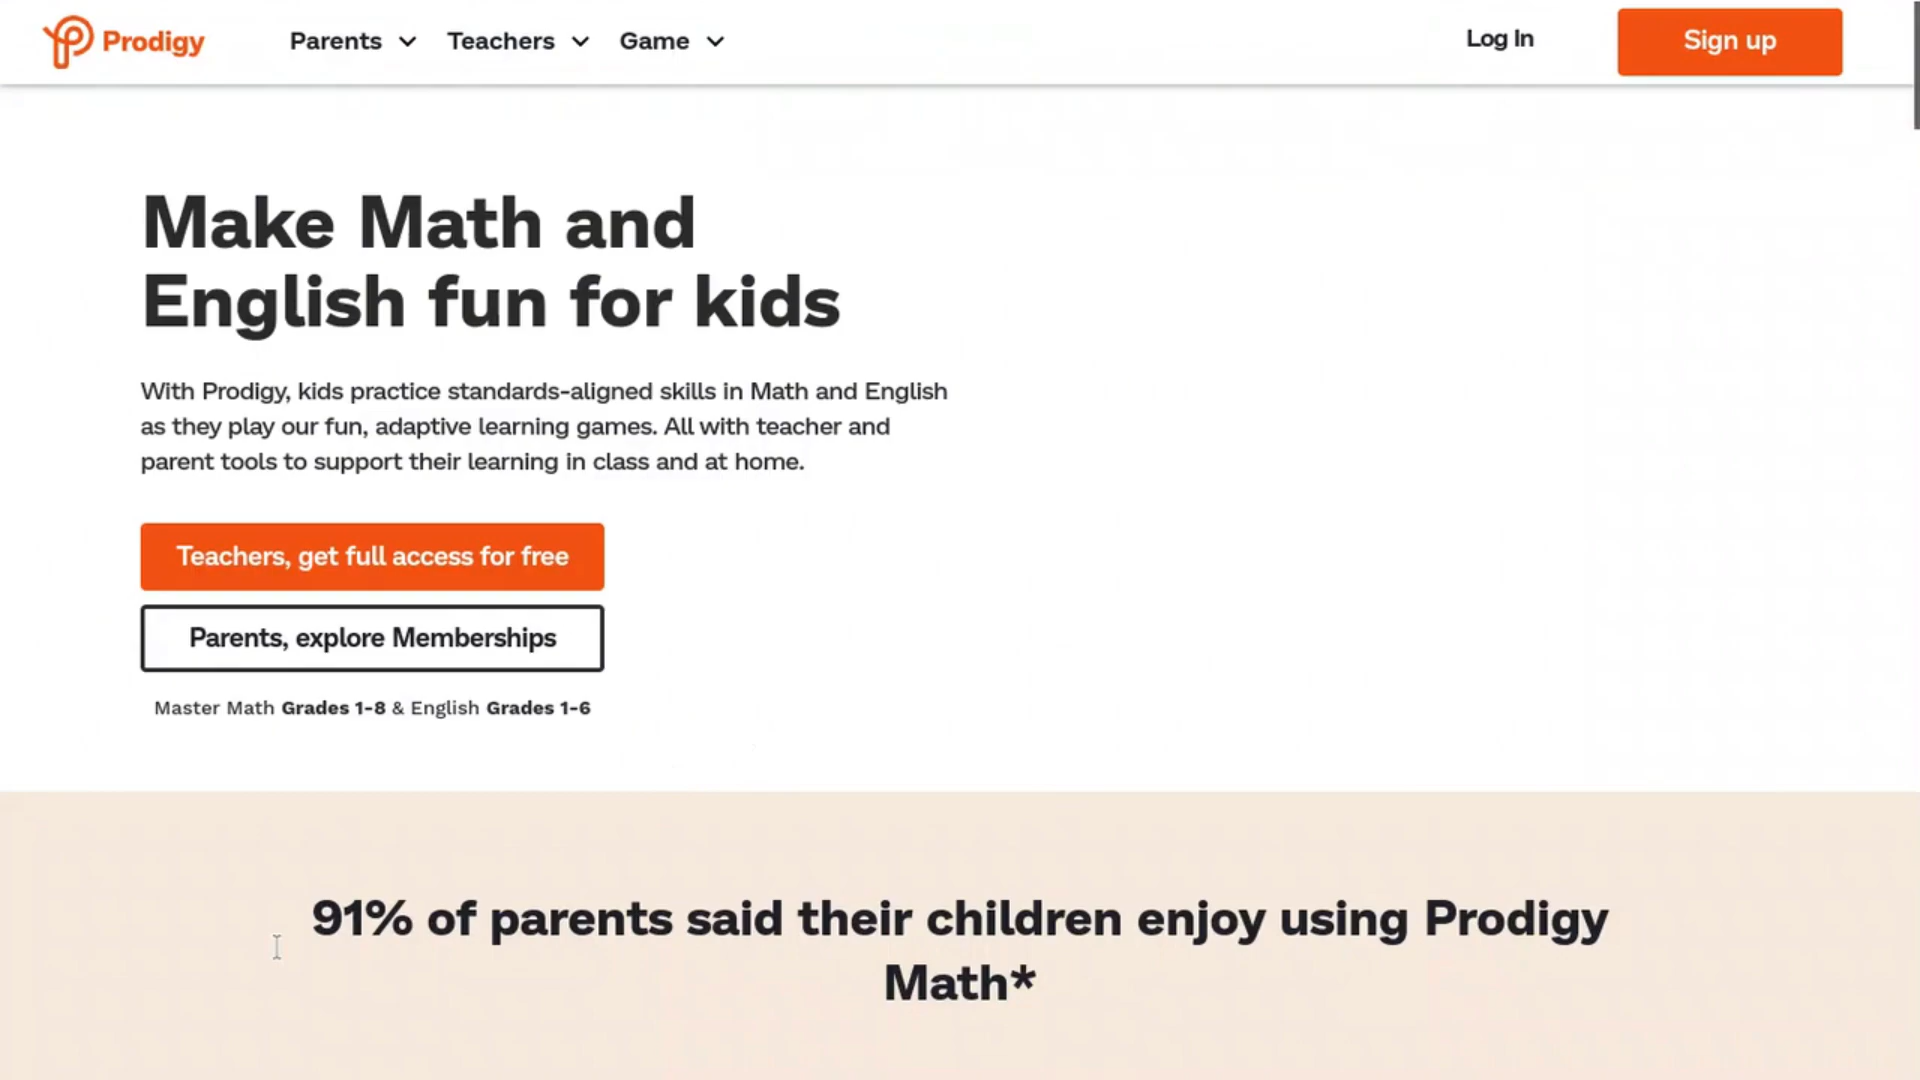 Prodigy Parents Teachers Game Log In Sign up
Make Math and
English fun for kids
With Prodigy, kids practice standards-aligned skills in Math and English
as they play our fun, adaptive learning games. All with teacher and
parent tools to support their learning in class and at home.
Teachers, get full access for free
Parents, explore Memberships
Master Math Grades 1-8 & English Grades 1-6
91% of parents said their children enjoy using Prodigy
Math*